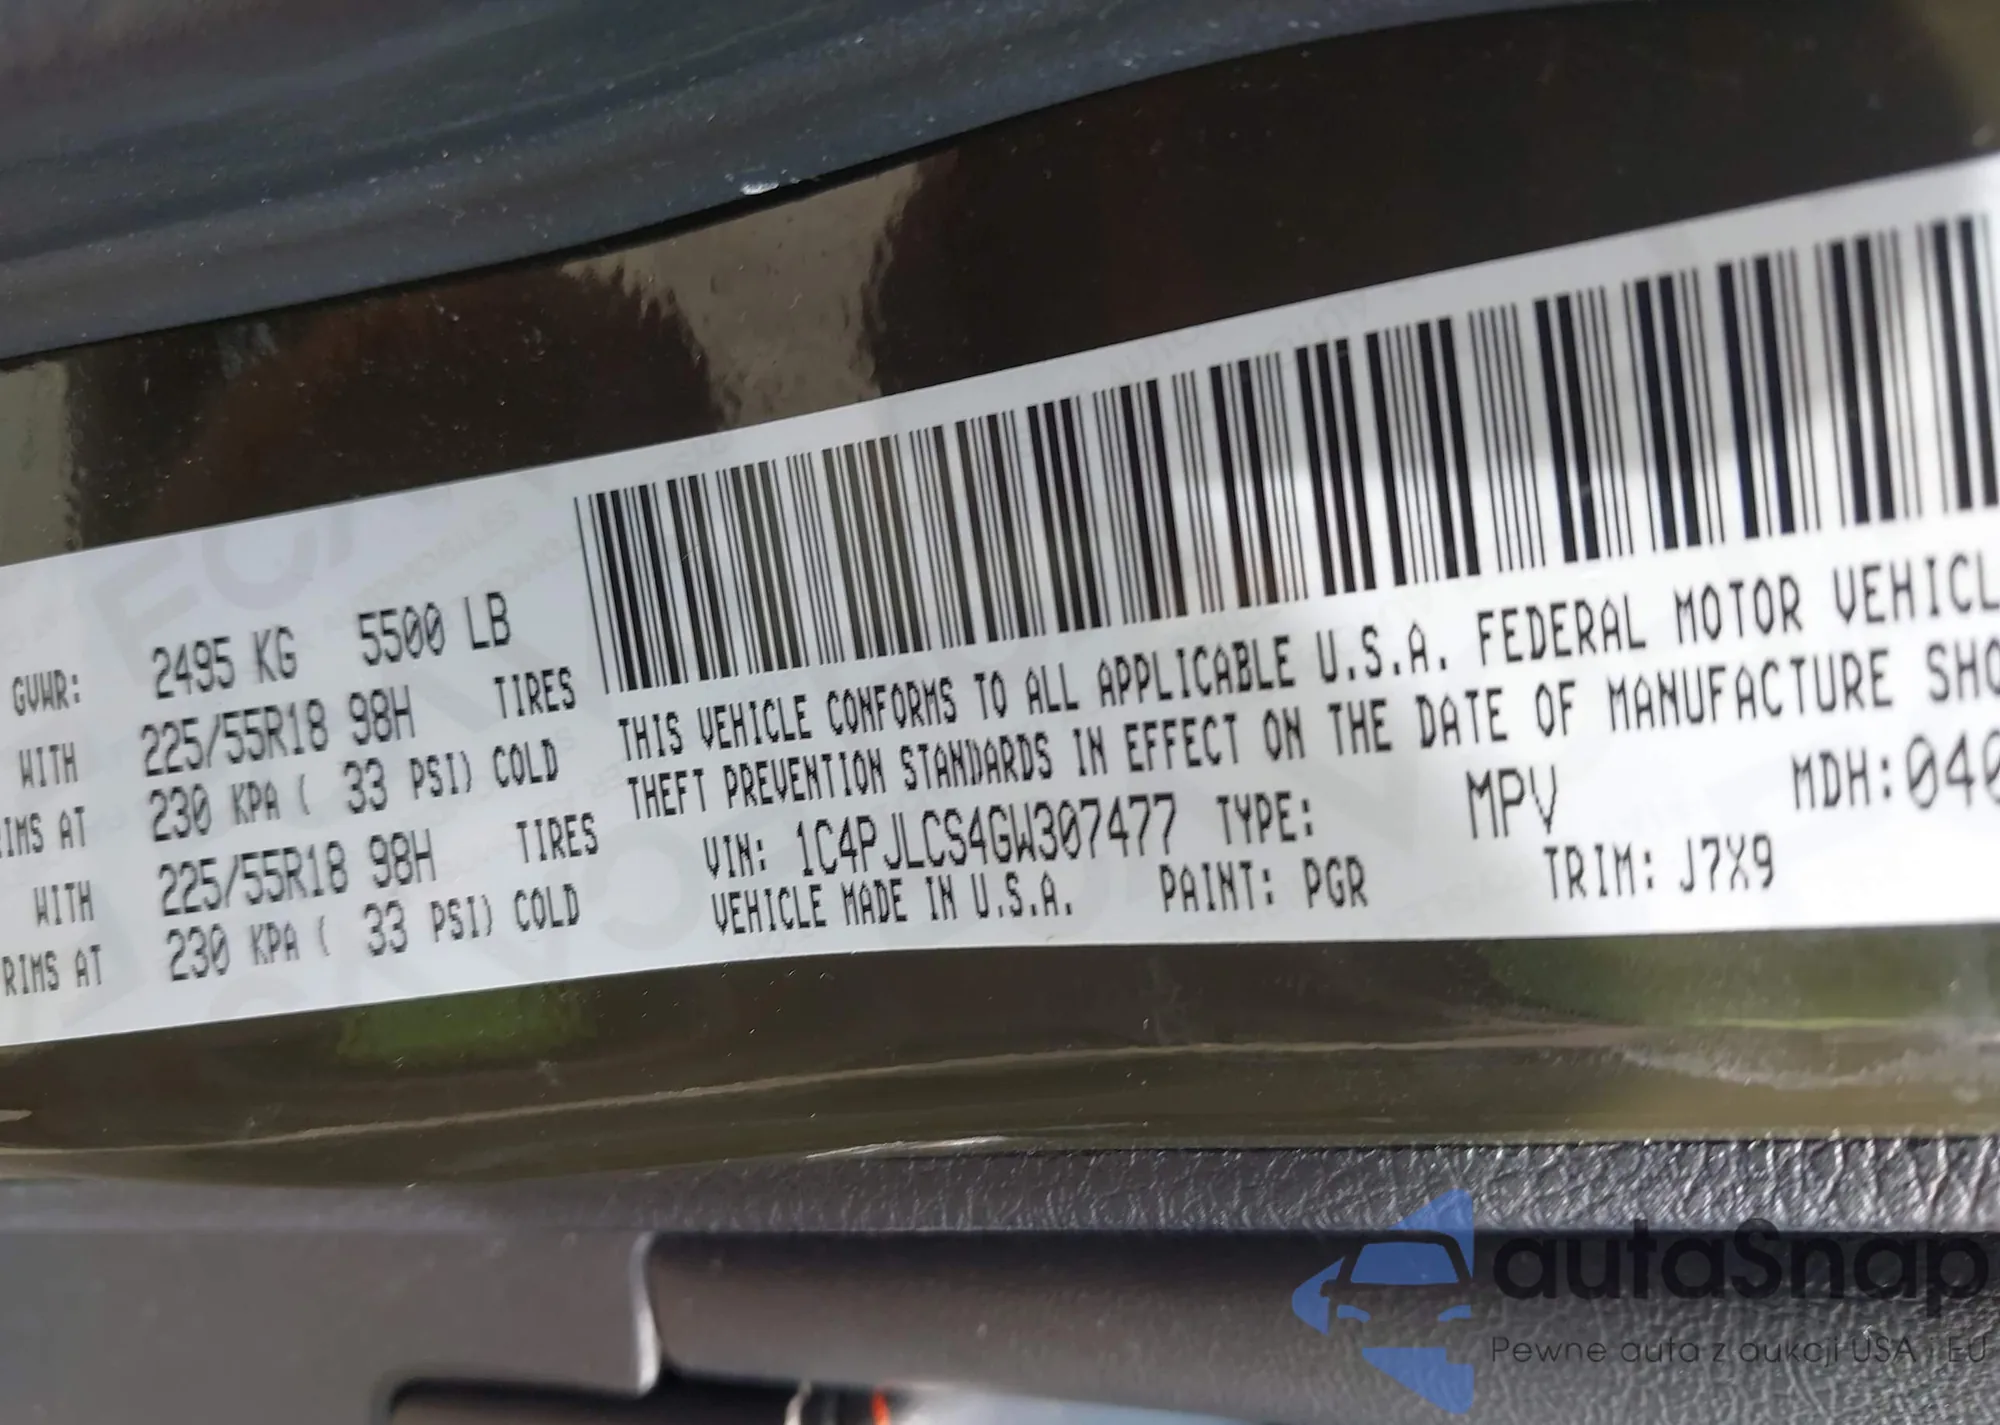 GVWR: 2495 KG 5500 LB
WITH 225/55R18 98H TIRES
RIMS AT 230 KPA ( 33 PSI) COLD
WITH 225/55R18 98H TIRES
RIMS AT 230 KPA ( 33 PSI) COLD
THIS VEHICLE CONFORMS TO ALL APPLICABLE U.S.A. FEDERAL MOTOR VEHICL
THEFT PREVENTION STANDARDS IN EFFECT ON THE DATE OF MANUFACTURE SHO
VIN: 1C4PJLCS4GW307477 TYPE: MPV MDH:040
VEHICLE MADE IN U.S.A. PAINT: PGR TRIM: J7X9
autaSnap
Pewne auta z aukcji USA i EU